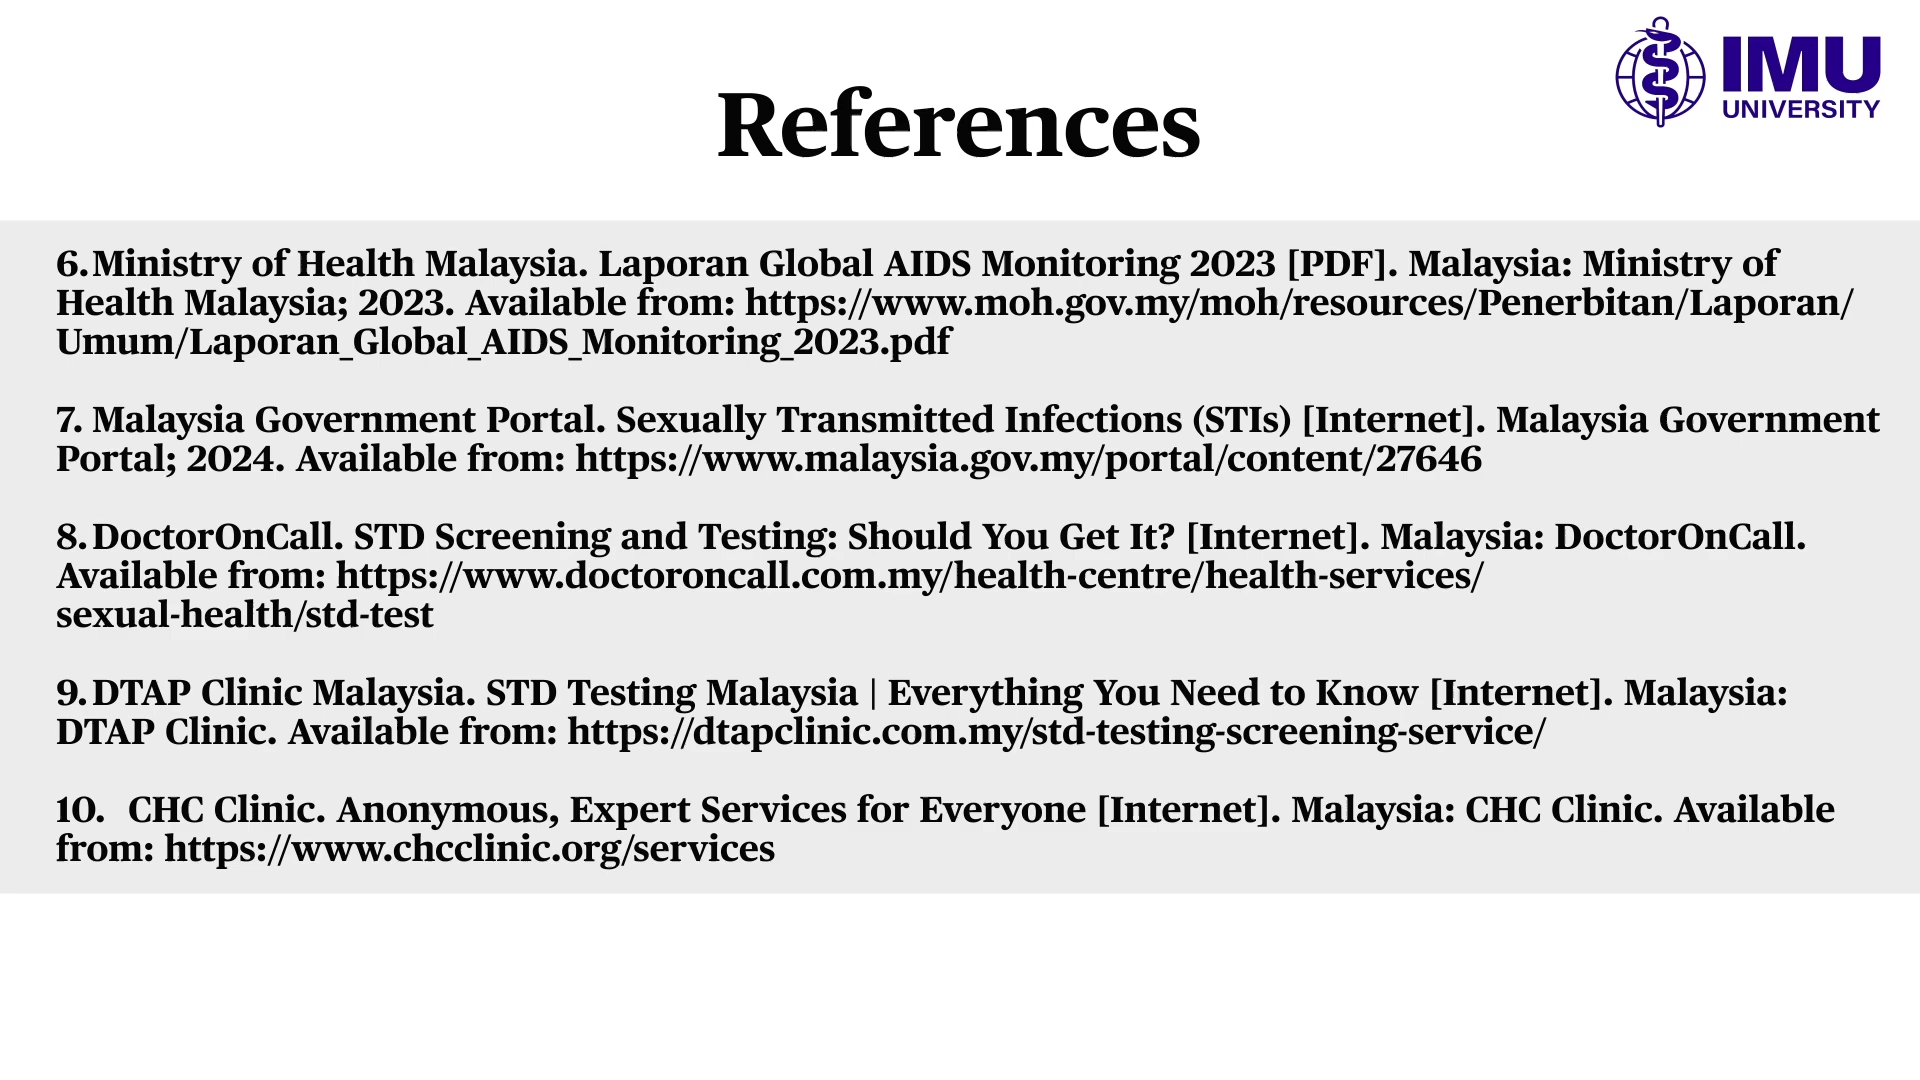 IMU
UNIVERSITY
References
6. Ministry of Health Malaysia. Laporan Global AIDS Monitoring 2023 [PDF]. Malaysia: Ministry of
Health Malaysia; 2023. Available from: https://www.moh.gov.my/moh/resources/Penerbitan/Laporan/
Umum/Laporan_Global_AIDS_Monitoring_2023.pdf
7. Malaysia Government Portal. Sexually Transmitted Infections (STIs) [Internet]. Malaysia Government
Portal; 2024. Available from: https://www.malaysia.gov.my/portal/content/27646
8. DoctorOnCall. STD Screening and Testing: Should You Get It? [Internet]. Malaysia: DoctorOnCall.
Available from: https://www.doctoroncall.com.my/health-centre/health-services/
sexual-health/std-test
9. DTAP Clinic Malaysia. STD Testing Malaysia | Everything You Need to Know [Internet]. Malaysia:
DTAP Clinic. Available from: https://dtapclinic.com.my/std-testing-screening-service/
10. CHC Clinic. Anonymous, Expert Services for Everyone [Internet]. Malaysia: CHC Clinic. Available
from: https://www.chcclinic.org/services